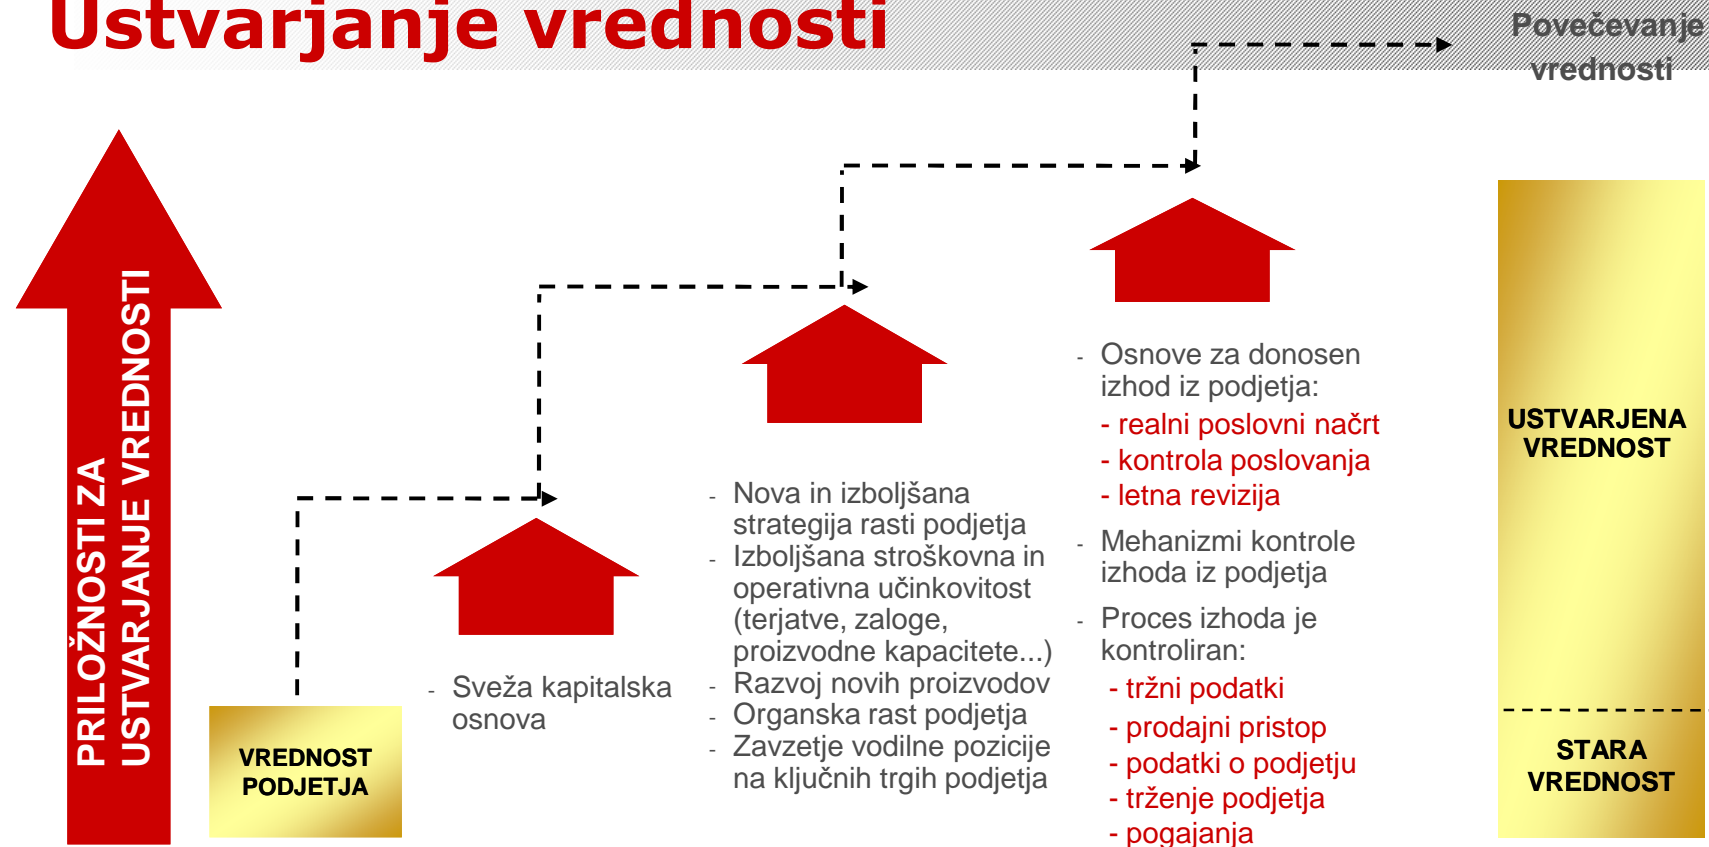 Ustvarjanje vrednosti
Povečevanje
vrednosti
PRILOŽNOSTI ZA
USTVARJANJE VREDNOSTI
VREDNOST
PODJETJA
- Sveža kapitalska
osnova
- Nova in izboljšana
strategija rasti podjetja
- Izboljšana stroškovna in
operativna učinkovitost
(terjatve, zaloge,
proizvodne kapacitete...)
- Razvoj novih proizvodov
- Organska rast podjetja
- Zavzetje vodilne pozicije
na ključnih trgih podjetja
- Osnove za donosen
izhod iz podjetja:
- realni poslovni načrt
- kontrola poslovanja
- letna revizija
- Mehanizmi kontrole
izhoda iz podjetja
- Proces izhoda je
kontroliran:
- tržni podatki
- prodajni pristop
- podatki o podjetju
- trženje podjetja
- pogajanja
USTVARJENA
VREDNOST
STARA
VREDNOST